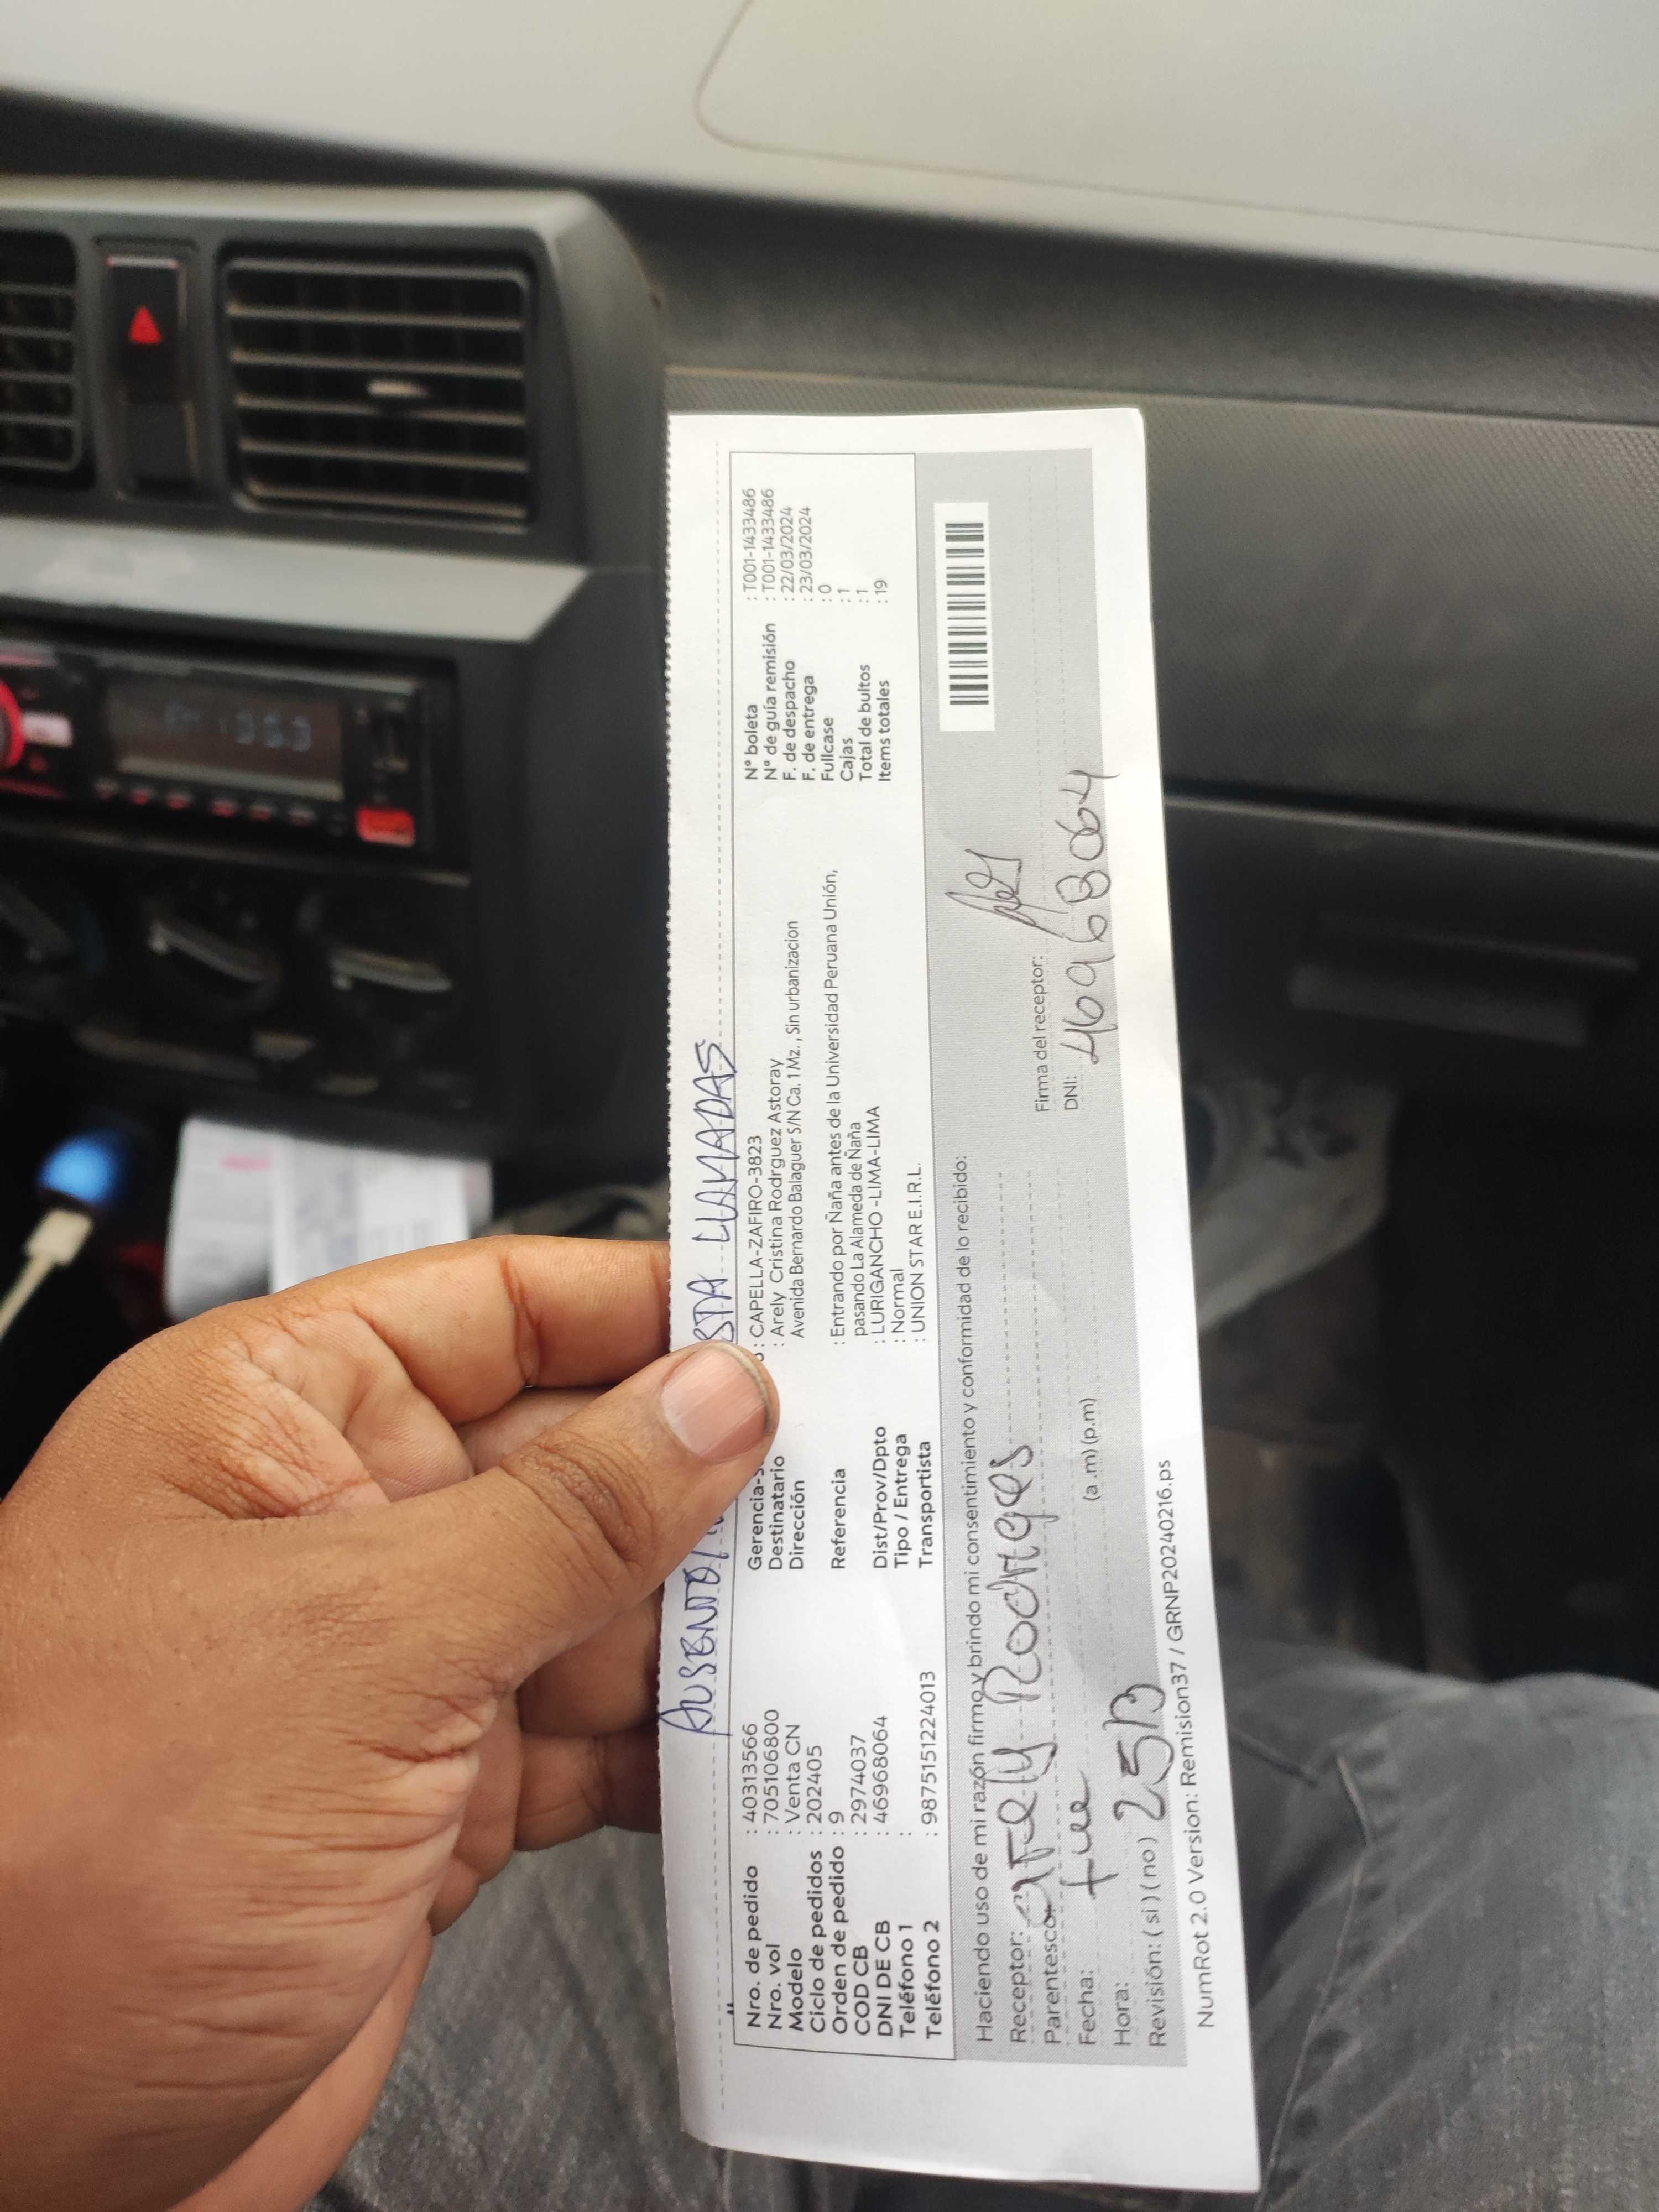 AUSENTO/ STA LLAMADAS
Nro. de pedido : 40313566
Nro. vol : 705106800
Modelo : Venta CN
Ciclo de pedidos : 202405
Orden de pedido : 9
COD CB : 2974037
DNI DE CB : 46968064
Teléfono 1 :
Teléfono 2 : 9875151224013
Gerencia-S o : CAPELLA-ZAFIRO-3823
Destinatario : Arely Cristina Rodrguez Astoray
Dirección Avenida Bernardo Balaguer S/N Ca. 1 Mz. , Sin urbanizacion
Referencia : Entrando por Ñaña antes de la Universidad Peruana Unión,
pasando La Alameda de Ñaña
Dist/Prov/Dpto : LURIGANCHO -LIMA-LIMA
Tipo / Entrega : Normal
Transportista : UNION STAR E.I.R.L.
N° boleta : T001-1433486
N° de guía remisión : T001-1433486
F. de despacho : 22/03/2024
F. de entrega : 23/03/2024
Fullcase : 0
Cajas : 1
Total de bultos : 1
Items totales : 19
Haciendo uso de mi razón firmo y brindo mi consentimiento y conformidad de lo recibido:
Receptor: Arely Rodriges
Parentesco:
Fecha: (a.m) (p.m)
Hora: 25/3
Revisión: ( si ) ( no )
Firma del receptor:
DNI: 46968064
NumRot 2.0 Version: Remision37 / GRNP20240216.ps